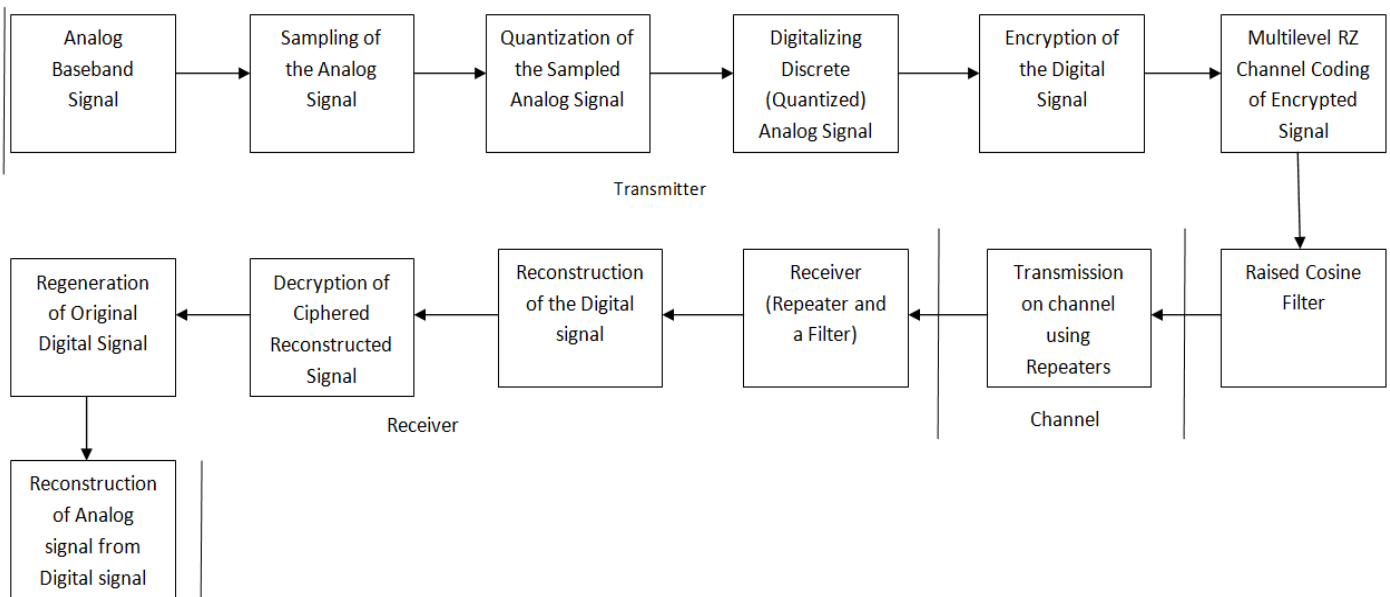 Analog
Baseband
Signal
Sampling of
the Analog
Signal
Quantization of
the Sampled
Analog Signal
Digitalizing
Discrete
(Quantized)
Analog Signal
Encryption of
the Digital
Signal
Multilevel RZ
Channel Coding
of Encrypted
Signal
Transmitter
Raised Cosine
Filter
Transmission
on channel
using
Repeaters
Channel
Receiver
(Repeater and
a Filter)
Reconstruction
of the Digital
signal
Decryption of
Ciphered
Reconstructed
Signal
Regeneration
of Original
Digital Signal
Receiver
Reconstruction
of Analog
signal from
Digital signal